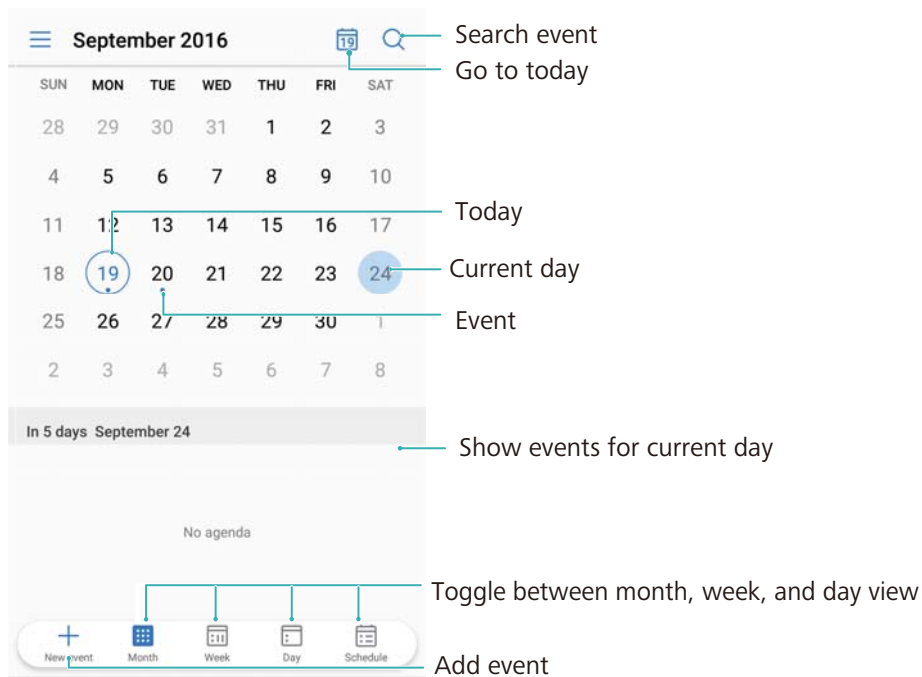 September 2016
19
Search event
Go to today
SUN MON TUE WED THU FRI SAT
28 29 30 31 1 2 3
4 5 6 7 8 9 10
Today
11 12 13 14 15 16 17
Current day
18 19 20 21 22 23 24
Event
25 26 27 28 29 30 1
2 3 4 5 6 7 8
In 5 days September 24
Show events for current day
No agenda
Toggle between month, week, and day view
New event Month Week Day Schedule
Add event